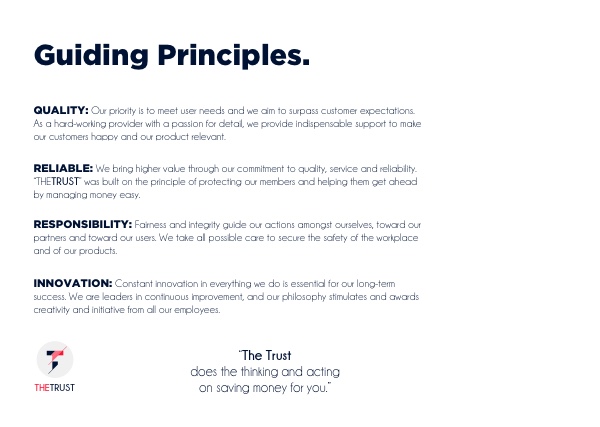 Guiding Principles.
QUALITY: Our priority is to meet user needs and we aim to surpass customer expectations.
As a hard-working provider with a passion for detail, we provide indispensable support to make
our customers happy and our product relevant.
RELIABLE: We bring higher value through our commitment to quality, service and reliability.
"THETRUST" was built on the principle of protecting our members and helping them get ahead
by managing money easy.
RESPONSIBILITY: Fairness and integrity guide our actions amongst ourselves, toward our
partners and toward our users. We take all possible care to secure the safety of the workplace
and of our products.
INNOVATION: Constant innovation in everything we do is essential for our long-term
success. We are leaders in continuous improvement, and our philosophy stimulates and awards
creativity and initiative from all our employees.
THETRUST
"The Trust
does the thinking and acting
on saving money for you."